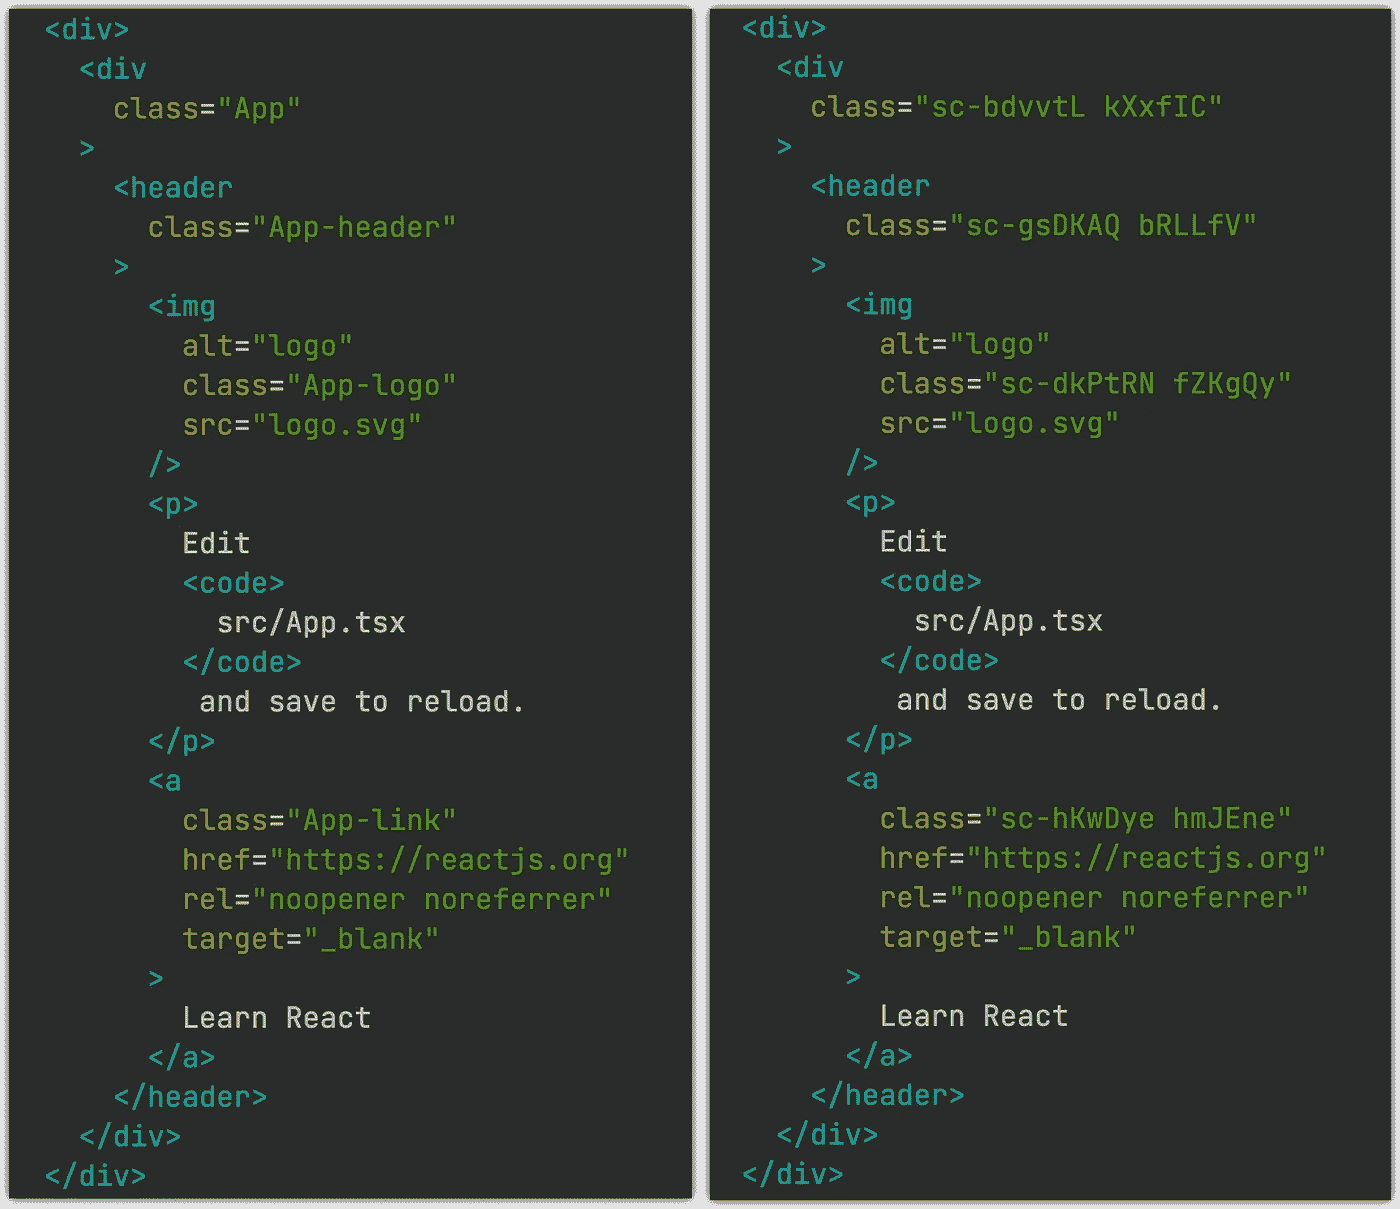 <div>
<div
class="App"
>
<header
class="App-header"
>
<img
alt="logo"
class="App-logo"
src="logo.svg"
/>
<p>
Edit
<code>
src/App.tsx
</code>
and save to reload.
</p>
<a
class="App-link"
href="https://reactjs.org"
rel="noopener noreferrer"
target="_blank"
>
Learn React
</a>
</header>
</div>
</div>
<div>
<div
class="sc-bdvvtL kXxfIC"
>
<header
class="sc-gsDKAQ bRLLfV"
>
<img
alt="logo"
class="sc-dkPtRN fZKgQy"
src="logo.svg"
/>
<p>
Edit
<code>
src/App.tsx
</code>
and save to reload.
</p>
<a
class="sc-hKwDye hmJEne"
href="https://reactjs.org"
rel="noopener noreferrer"
target="_blank"
>
Learn React
</a>
</header>
</div>
</div>